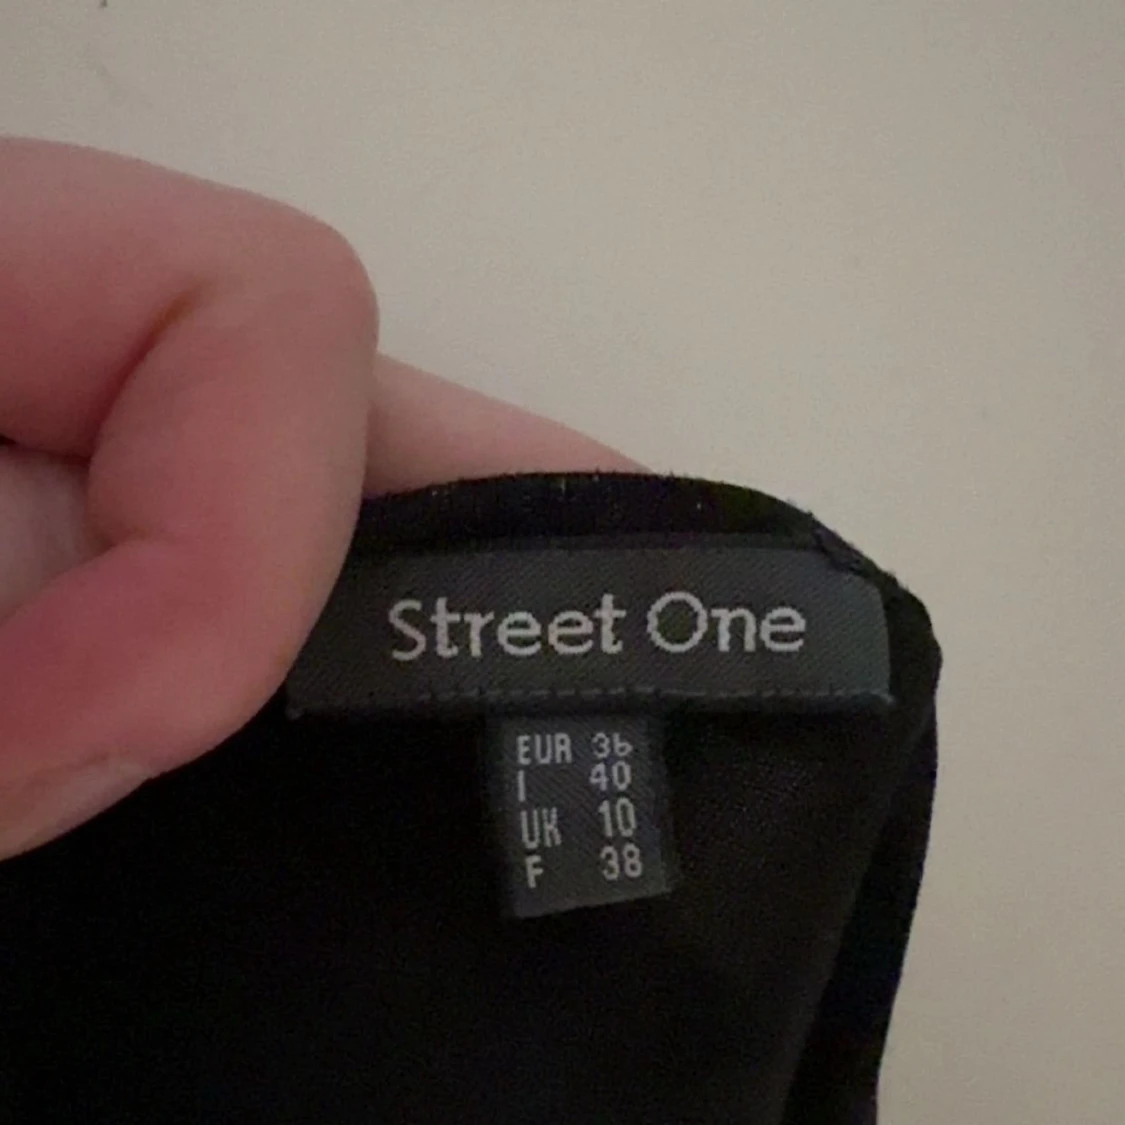 Street One
EUR 36
I 40
UK 10
F 38